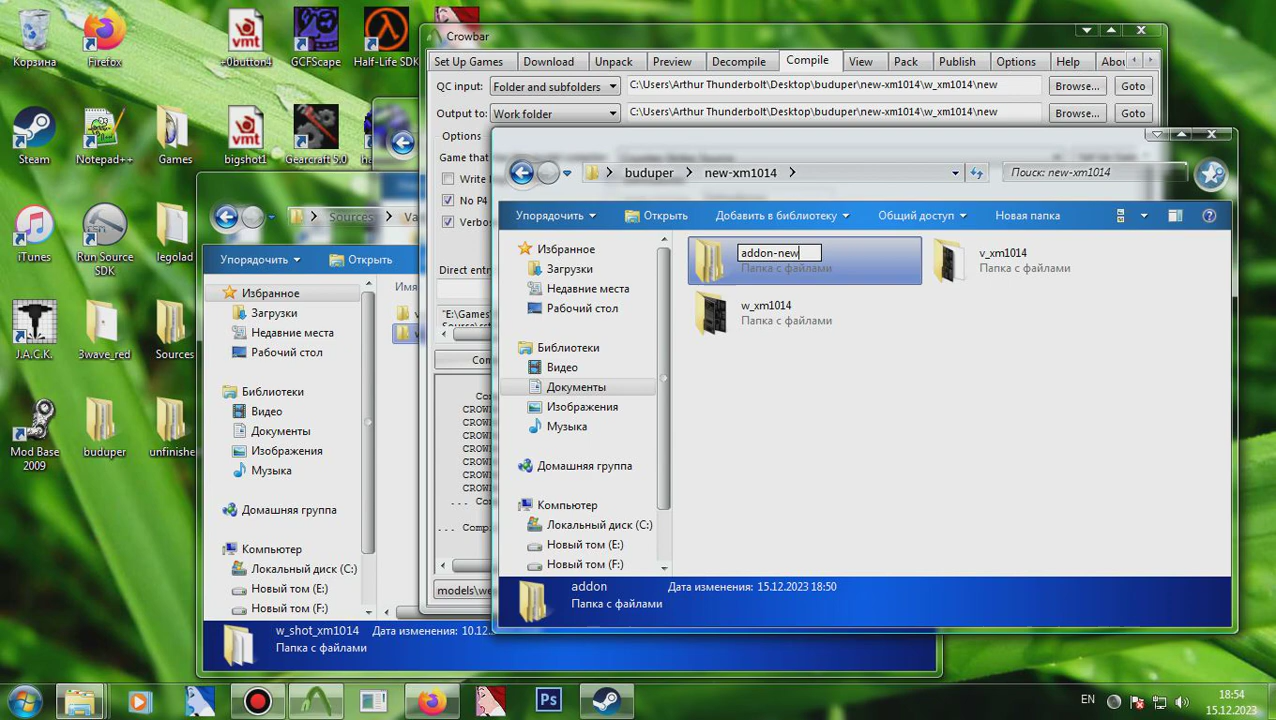 Корзина
Firefox
+0button4
GCFScape
Half-Life SDK
Steam
Notepad++
Games
bigshot1
Gearcraft 5.0
iTunes
Run Source SDK
legolad
J.A.C.K.
3wave_red
Sources
Mod Base 2009
buduper
unfinishe
Crowbar
Set Up Games
Download
Unpack
Preview
Decompile
Compile
View
Pack
Publish
Options
Help
Abou
QC input:
Folder and subfolders
C:\Users\Arthur Thunderbolt\Desktop\buduper\new-xm1014\w_xm1014\new
Browse...
Goto
Output to:
Work folder
C:\Users\Arthur Thunderbolt\Desktop\buduper\new-xm1014\w_xm1014\new
Browse...
Goto
Options
Game that
Write
No P4
Verbos
Direct entr
"E:\Games
Com
CROW
CROW
CROW
CROW
CROW
CROW
CROW
... Co
... Comp
models\we
Sources
Va
Упорядочить
Открыть
Имя
Избранное
Загрузки
Недавние места
Рабочий стол
Библиотеки
Видео
Документы
Изображения
Музыка
Домашняя группа
Компьютер
Локальный диск (C:)
Новый том (E:)
Новый том (F:)
w_shot_xm1014
Дата изменения: 10.12.
Папка с файлами
buduper
new-xm1014
Поиск: new-xm1014
Упорядочить
Открыть
Добавить в библиотеку
Общий доступ
Новая папка
Избранное
Загрузки
Недавние места
Рабочий стол
Библиотеки
Видео
Документы
Изображения
Музыка
Домашняя группа
Компьютер
Локальный диск (C:)
Новый том (E:)
Новый том (F:)
addon-new
Папка с файлами
v_xm1014
Папка с файлами
w_xm1014
Папка с файлами
addon
Дата изменения: 15.12.2023 18:50
Папка с файлами
Ps
EN
18:54
15.12.2023